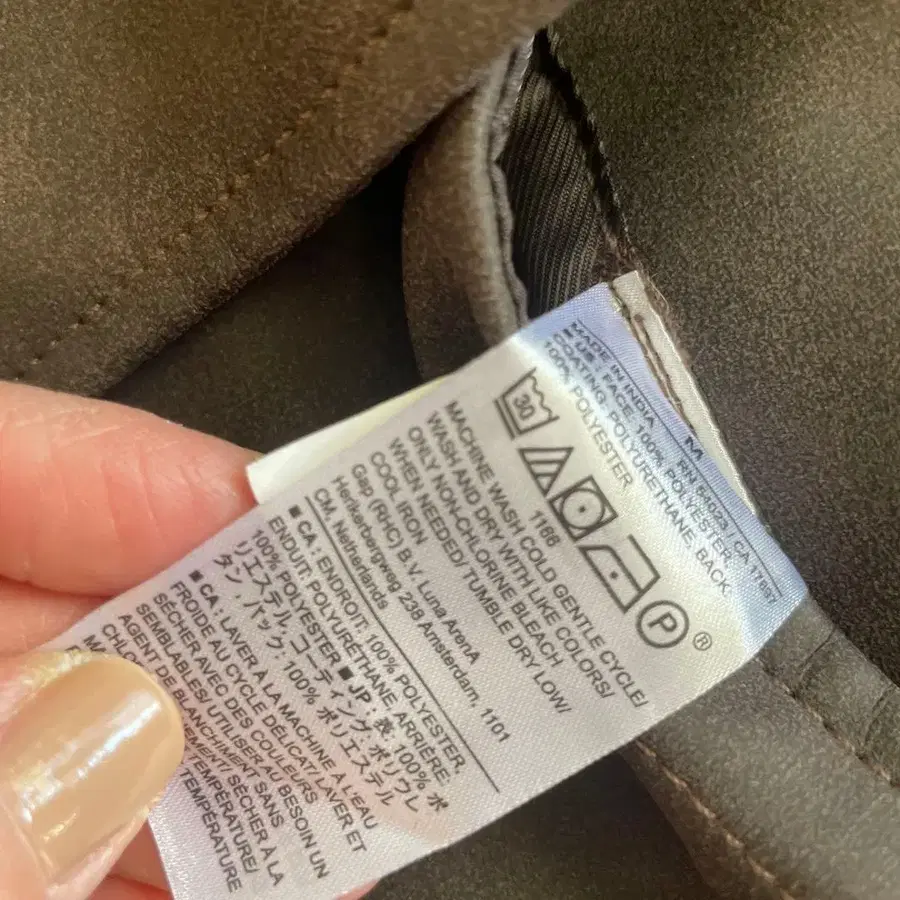 MADE IN INDIA M RN 54023 / CA 17897
■ US : FACE: 100% POLYESTER,
COATING: POLYURETHANE, BACK:
100% POLYESTER
30
P ®
1166
MACHINE WASH COLD GENTLE CYCLE/
WASH AND DRY WITH LIKE COLORS/
ONLY NON-CHLORINE BLEACH
WHEN NEEDED/TUMBLE DRY LOW/
COOL IRON
Gap (RHC) B.V. Luna ArenA
Herikerbergweg 238 Amsterdam, 1101
CM, Netherlands
■ CA : ENDROIT: 100% POLYESTER,
ENDUIT: POLYURETHANE ARRIÈRE
100% POLYESTER ■ JP: 表 100% ポ
リエステル コーティング ポリウレ
タン、バック: 100% ポリエステル
■ CA : LAVER À LA MACHINE À L'EAU
FROIDE AU CYCLE DÉLICAT/LAVER ET
SÉCHER AVEC DES COULEURS
SEMBLABLES/UTILISER AU BESOIN UN
AGENT DE BLANCHIMENT SANS
SÉCHER À LA
TEMPÉRATURE/
TEMPÉRATURE